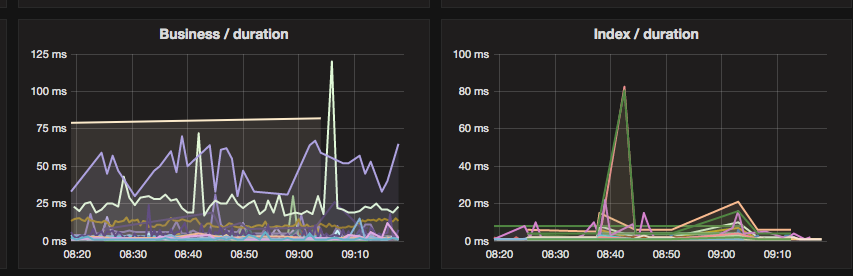 Business / duration
125 ms
100 ms
75 ms
50 ms
25 ms
0 ms
08:20 08:30 08:40 08:50 09:00 09:10
Index / duration
100 ms
80 ms
60 ms
40 ms
20 ms
0 ms
08:20 08:30 08:40 08:50 09:00 09:10